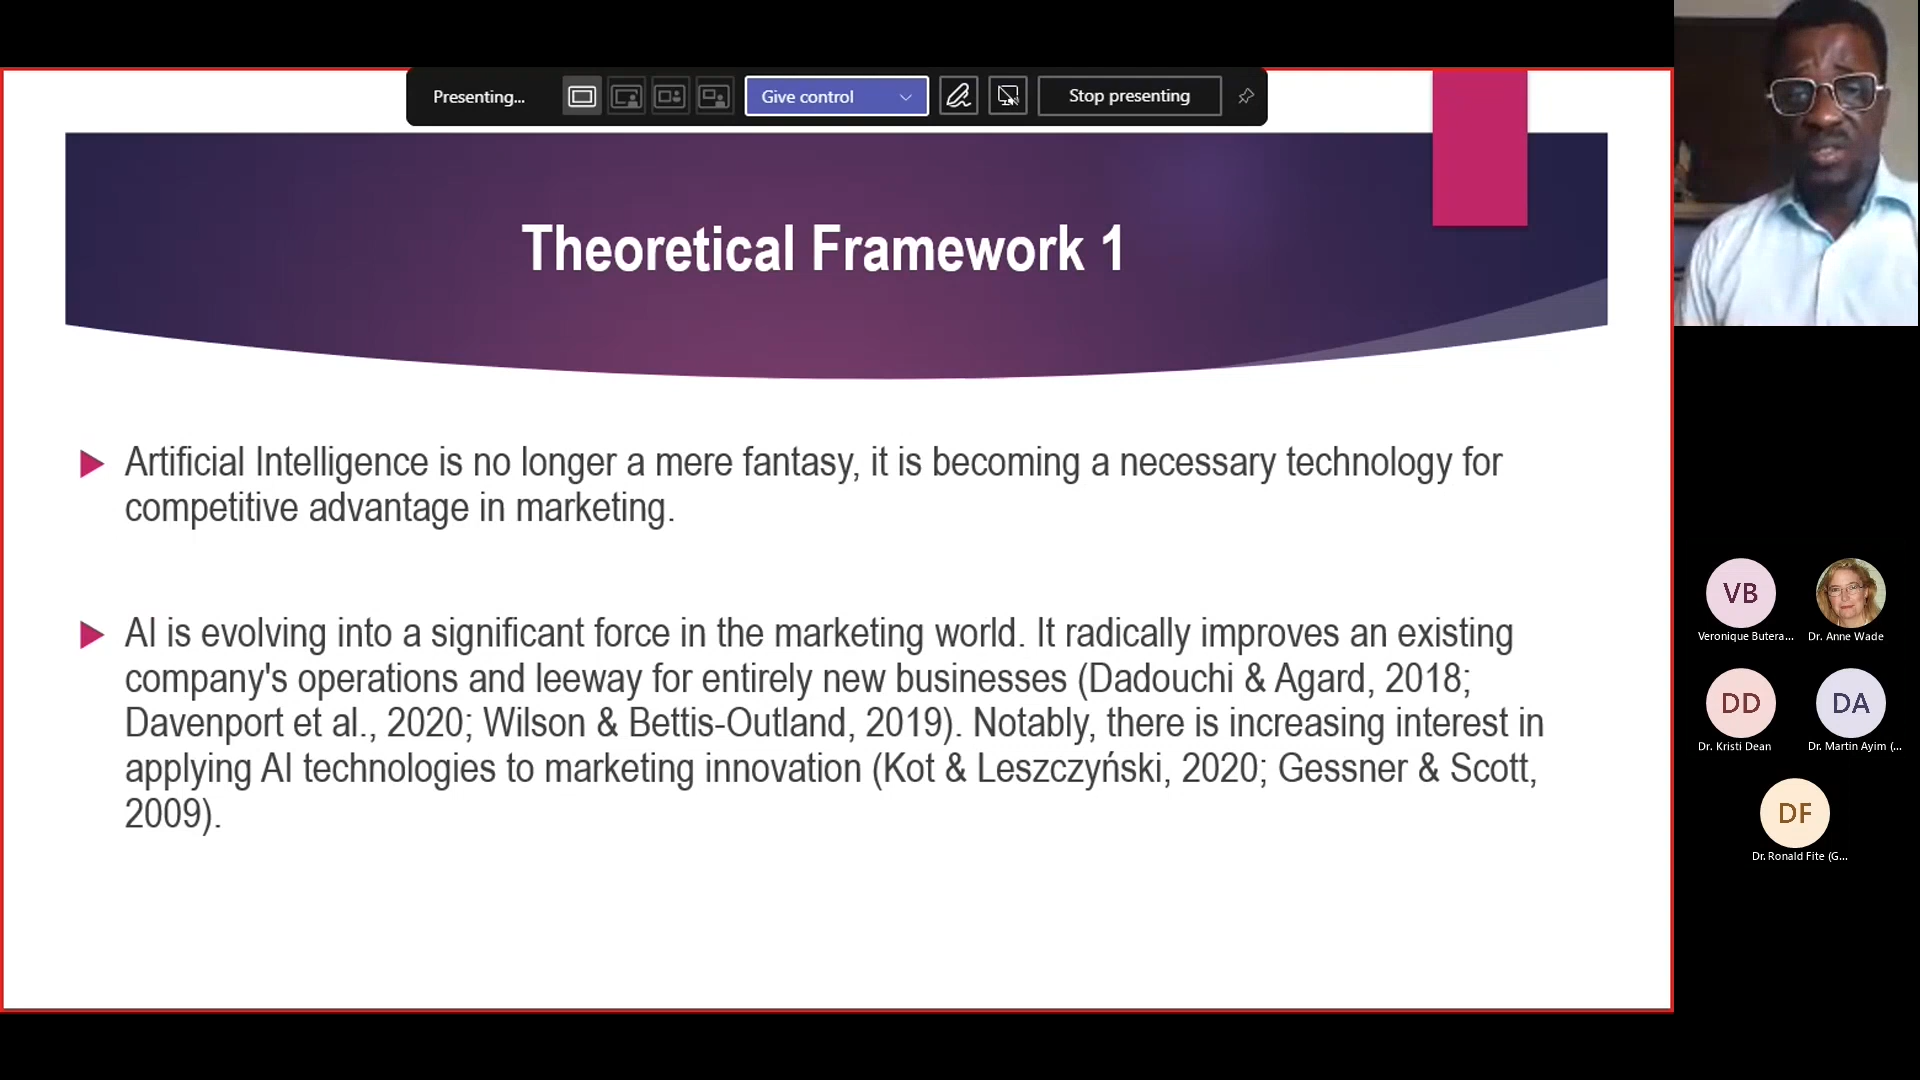 Presenting...
Give control
Stop presenting
Theoretical Framework 1
Artificial Intelligence is no longer a mere fantasy, it is becoming a necessary technology for
competitive advantage in marketing.
AI is evolving into a significant force in the marketing world. It radically improves an existing
company's operations and leeway for entirely new businesses (Dadouchi & Agard, 2018;
Davenport et al., 2020; Wilson & Bettis-Outland, 2019). Notably, there is increasing interest in
applying AI technologies to marketing innovation (Kot & Leszczyński, 2020; Gessner & Scott,
2009).
VB
Veronique Butera...
Dr. Anne Wade
DD
Dr. Kristi Dean
DA
Dr. Martin Ayim (...
DF
Dr. Ronald Fite (G...